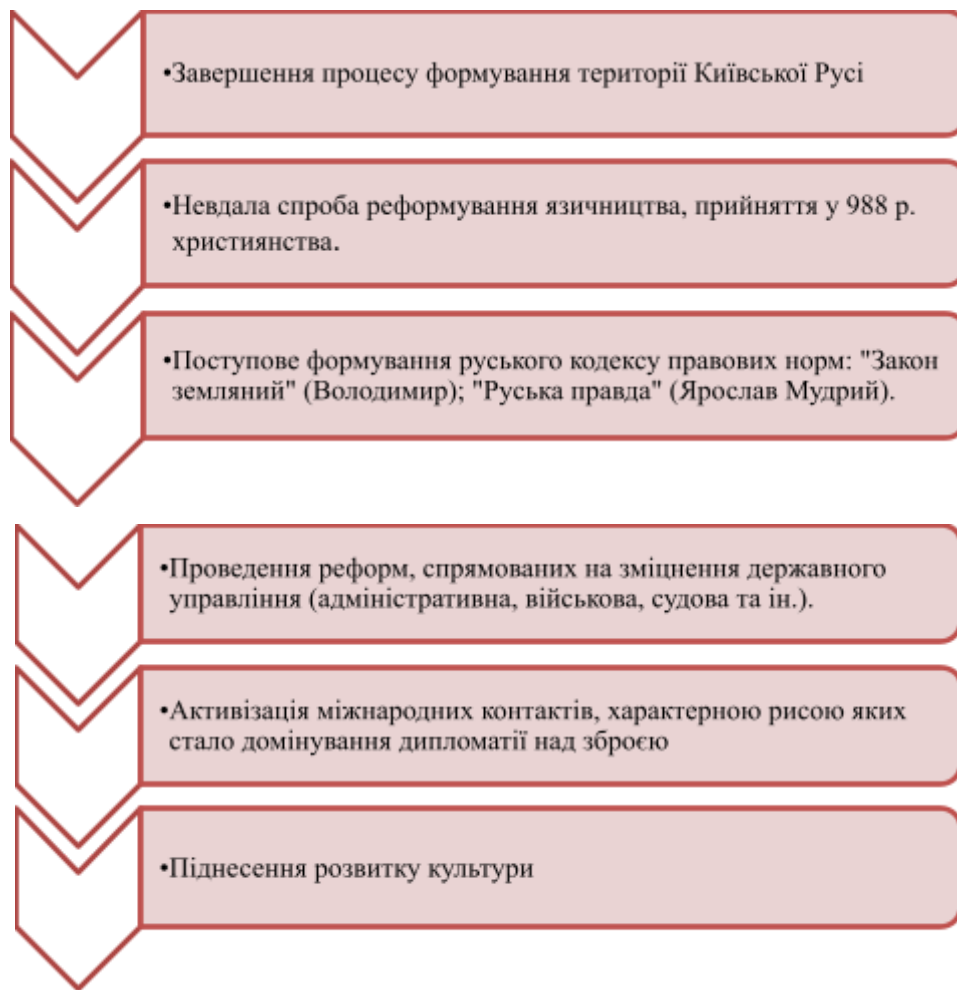 •Завершення процесу формування території Київської Русі
•Невдала спроба реформування язичництва, прийняття у 988 р.
християнства.
•Поступове формування руського кодексу правових норм: "Закон
земляний" (Володимир); "Руська правда" (Ярослав Мудрий).
•Проведення реформ, спрямованих на зміцнення державного
управління (адміністративна, військова, судова та ін.).
•Активізація міжнародних контактів, характерною рисою яких
стало домінування дипломатії над зброєю
•Піднесення розвитку культури